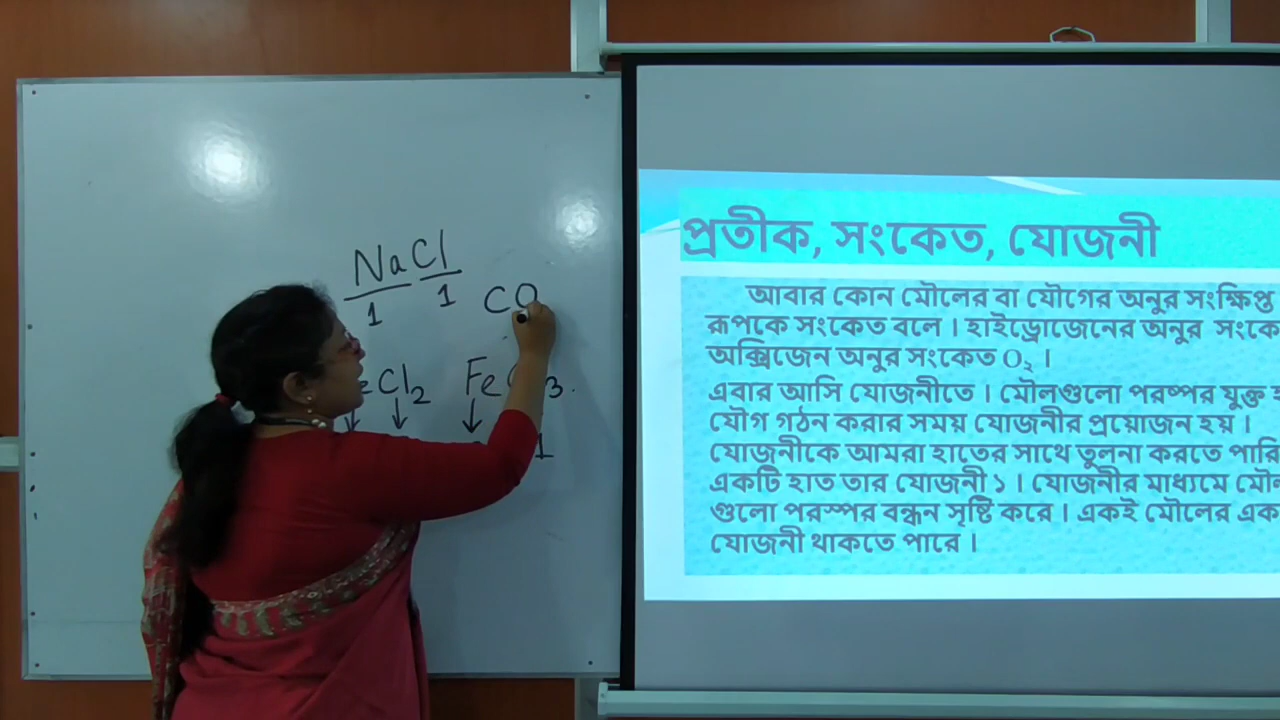 NaCl
1 1
CO
Cl₂ Fe 3.
1
প্রতীক, সংকেত, যোজনী
আবার কোন মৌলের বা যৌগের অনুর সংক্ষিপ্ত
রূপকে সংকেত বলে । হাইড্রোজেনের অনুর সংকে
অক্সিজেন অনুর সংকেত O₂ ।
এবার আসি যোজনীতে । মৌলগুলো পরষ্পর যুক্ত হ
যৌগ গঠন করার সময় যোজনীর প্রয়োজন হয় ।
যোজনীকে আমরা হাতের সাথে তুলনা করতে পারি
একটি হাত তার যোজনী ১ । যোজনীর মাধ্যমে মৌল
গুলো পরস্পর বন্ধন সৃষ্টি করে । একই মৌলের এক
যোজনী থাকতে পারে ।